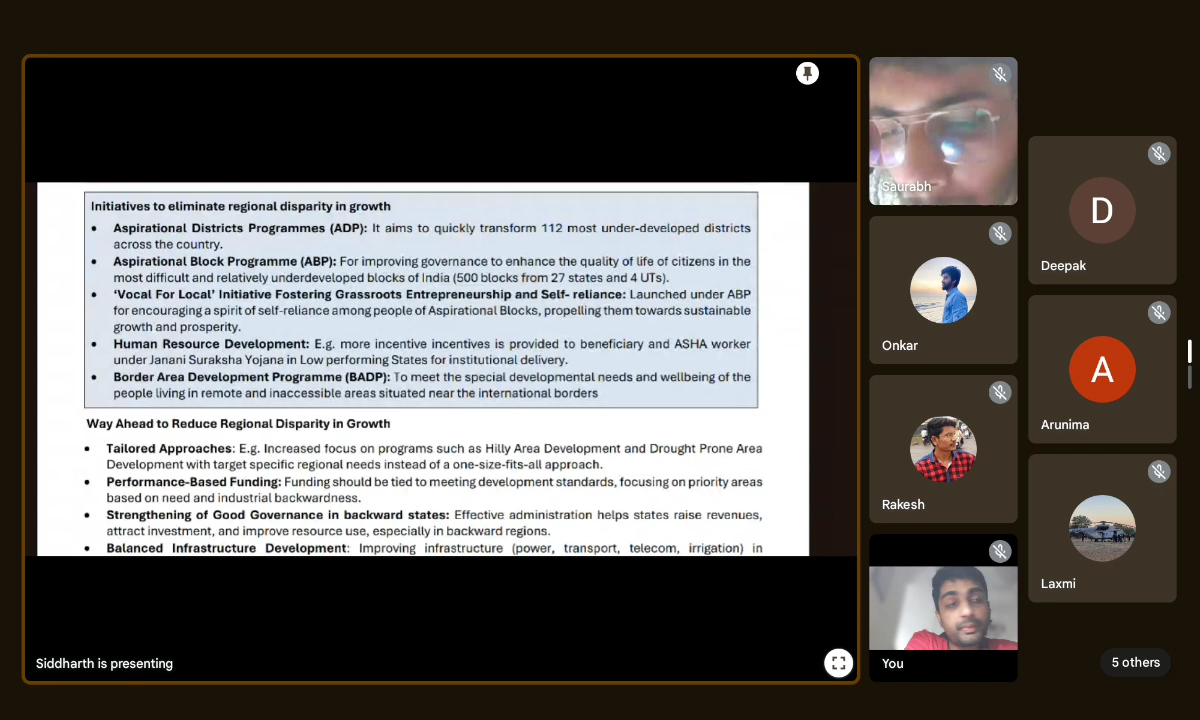 Initiatives to eliminate regional disparity in growth
• Aspirational Districts Programmes (ADP): It aims to quickly transform 112 most under-developed districts
across the country.
• Aspirational Block Programme (ABP): For improving governance to enhance the quality of life of citizens in the
most difficult and relatively underdeveloped blocks of India (500 blocks from 27 states and 4 UTs).
• ‘Vocal For Local’ Initiative Fostering Grassroots Entrepreneurship and Self- reliance: Launched under ABP
for encouraging a spirit of self-reliance among people of Aspirational Blocks, propelling them towards sustainable
growth and prosperity.
• Human Resource Development: E.g. more incentive incentives is provided to beneficiary and ASHA worker
under Janani Suraksha Yojana in Low performing States for institutional delivery.
• Border Area Development Programme (BADP): To meet the special developmental needs and wellbeing of the
people living in remote and inaccessible areas situated near the international borders
Way Ahead to Reduce Regional Disparity in Growth
• Tailored Approaches: E.g. Increased focus on programs such as Hilly Area Development and Drought Prone Area
Development with target specific regional needs instead of a one-size-fits-all approach.
• Performance-Based Funding: Funding should be tied to meeting development standards, focusing on priority areas
based on need and industrial backwardness.
• Strengthening of Good Governance in backward states: Effective administration helps states raise revenues,
attract investment, and improve resource use, especially in backward regions.
• Balanced Infrastructure Development: Improving infrastructure (power, transport, telecom, irrigation) in
Siddharth is presenting
Saurabh
Onkar
Rakesh
You
D
Deepak
A
Arunima
Laxmi
5 others